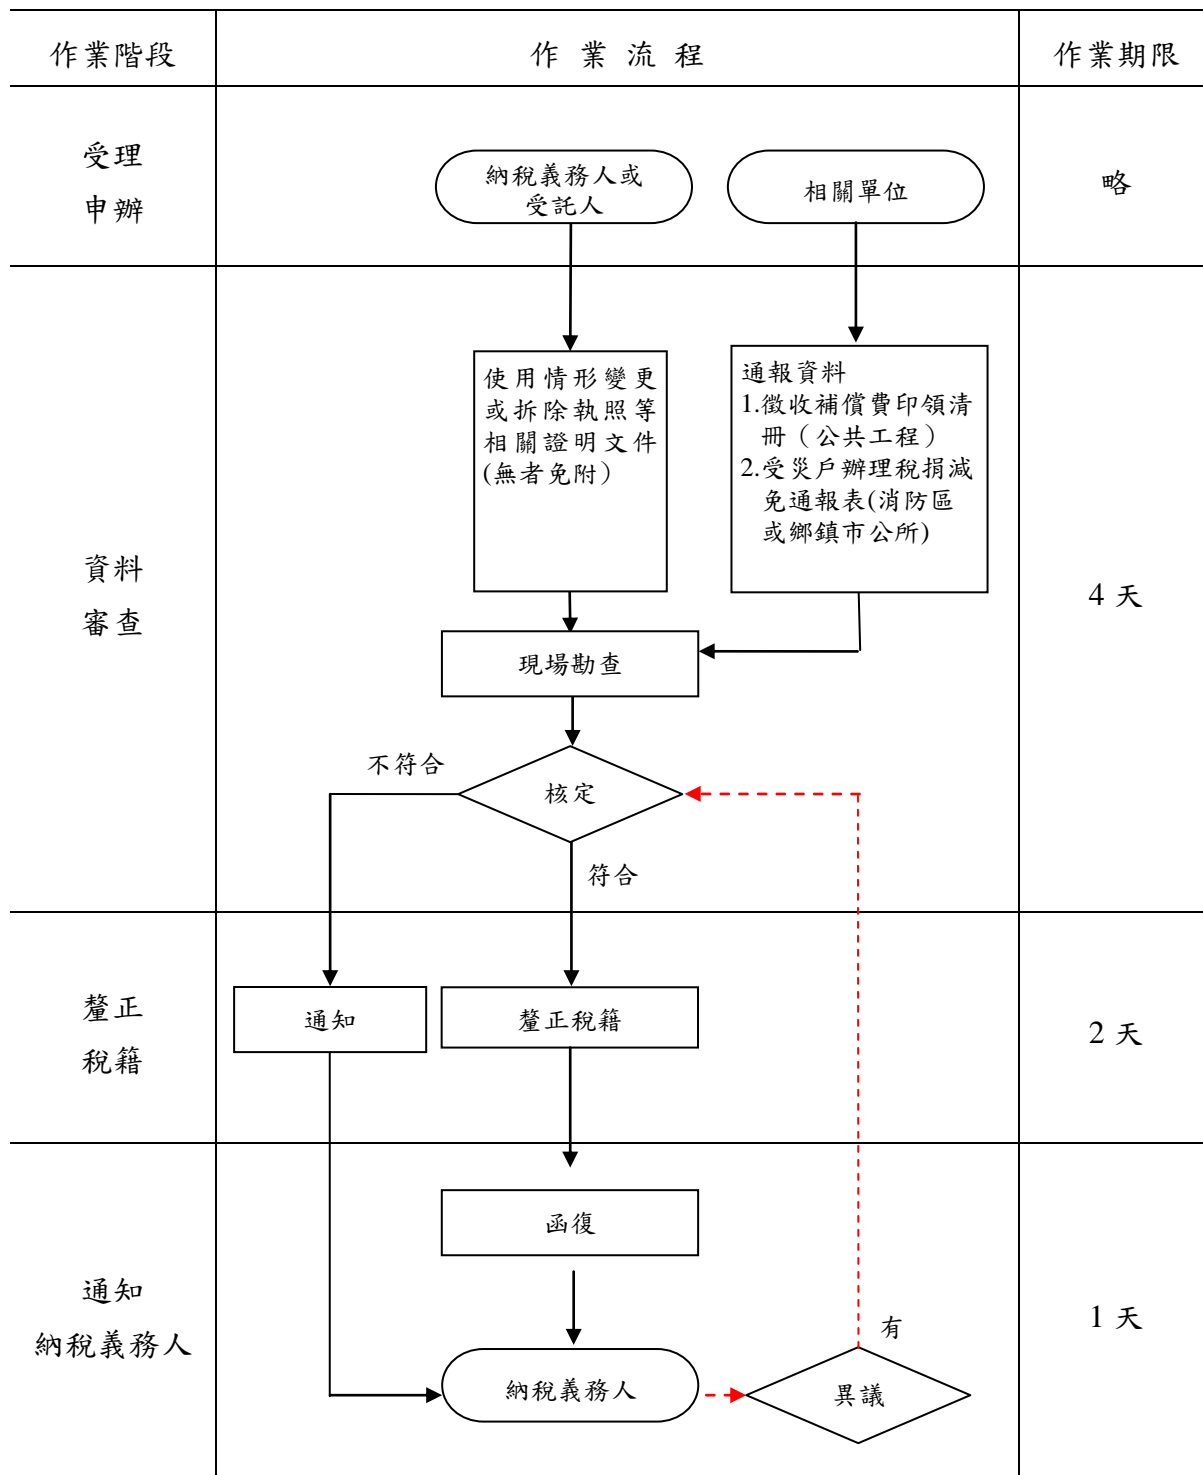 作業階段
作 業 流 程
作業期限
受理
申辦
納稅義務人或
受託人
相關單位
略
使用情形變更
或拆除執照等
相關證明文件
(無者免附）
通報資料
1.徵收補償費印領清
冊（公共工程）
2.受災戶辦理稅捐減
免通報表(消防區
或鄉鎮市公所)
資料
審查
4 天
現場勘查
不符合
核定
符合
釐正
稅籍
通知
釐正稅籍
2 天
函復
通知
納稅義務人
1 天
有
納稅義務人
異議